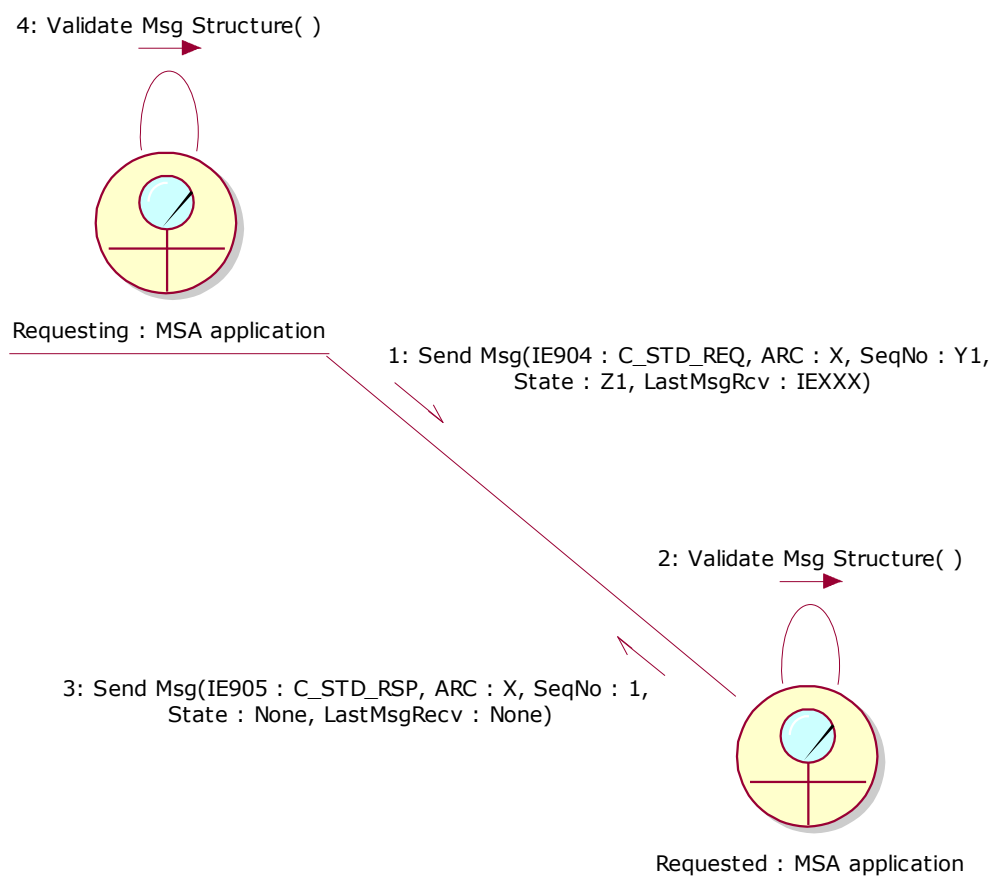 4: Validate Msg Structure( )
Requesting : MSA application
1: Send Msg(IE904 : C_STD_REQ, ARC : X, SeqNo : Y1,
State : Z1, LastMsgRcv : IEXXX)
2: Validate Msg Structure( )
3: Send Msg(IE905 : C_STD_RSP, ARC : X, SeqNo : 1,
State : None, LastMsgRecv : None)
Requested : MSA application